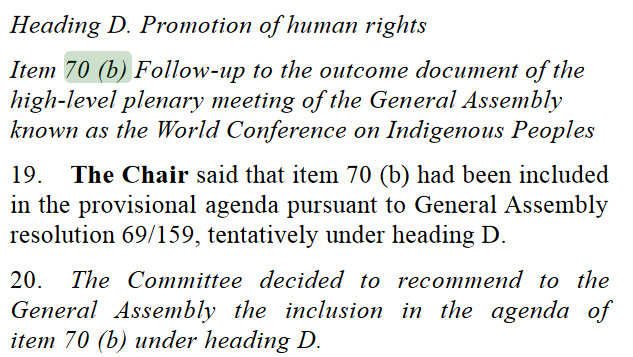 Heading D. Promotion of human rights
Item 70 (b) Follow-up to the outcome document of the
high-level plenary meeting of the General Assembly
known as the World Conference on Indigenous Peoples
19. The Chair said that item 70 (b) had been included
in the provisional agenda pursuant to General Assembly
resolution 69/159, tentatively under heading D.
20. The Committee decided to recommend to the
General Assembly the inclusion in the agenda of
item 70 (b) under heading D.